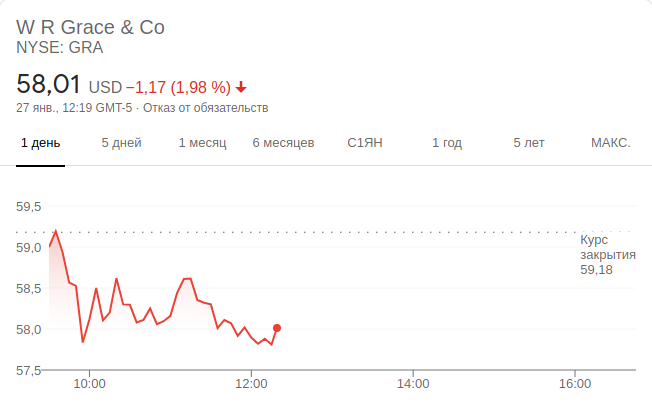 W R Grace & Co
NYSE: GRA
58,01 USD −1,17 (1,98 %)
27 янв., 12:19 GMT-5 · Отказ от обязательств
1 день 5 дней 1 месяц 6 месяцев С1ЯН 1 год 5 лет МАКС.
59,5
59,0
58,5
58,0
57,5
Курс
закрытия
59,18
10:00 12:00 14:00 16:00